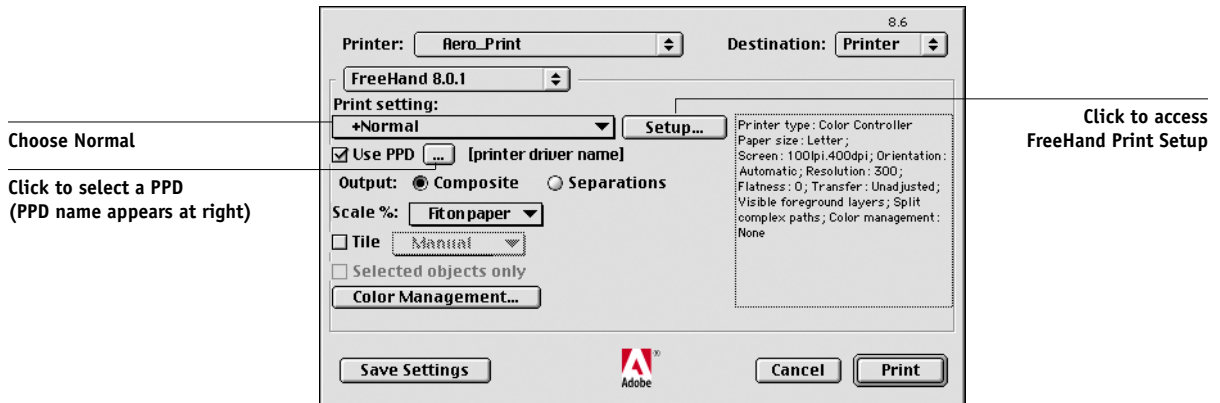 8.6
Printer: Aero_Print Destination: Printer
FreeHand 8.0.1
Print setting:
+Normal Setup...
Use PPD ... [printer driver name]
Output: Composite Separations
Scale %: Fit on paper
Tile Manual
Selected objects only
Color Management...
Printer type: Color Controller
Paper size: Letter;
Screen: 100lpi.400dpi; Orientation:
Automatic; Resolution: 300;
Flatness: 0; Transfer: Unadjusted;
Visible foreground layers; Split
complex paths; Color management:
None
Save Settings Adobe® Cancel Print
Choose Normal
Click to select a PPD
(PPD name appears at right)
Click to access
FreeHand Print Setup